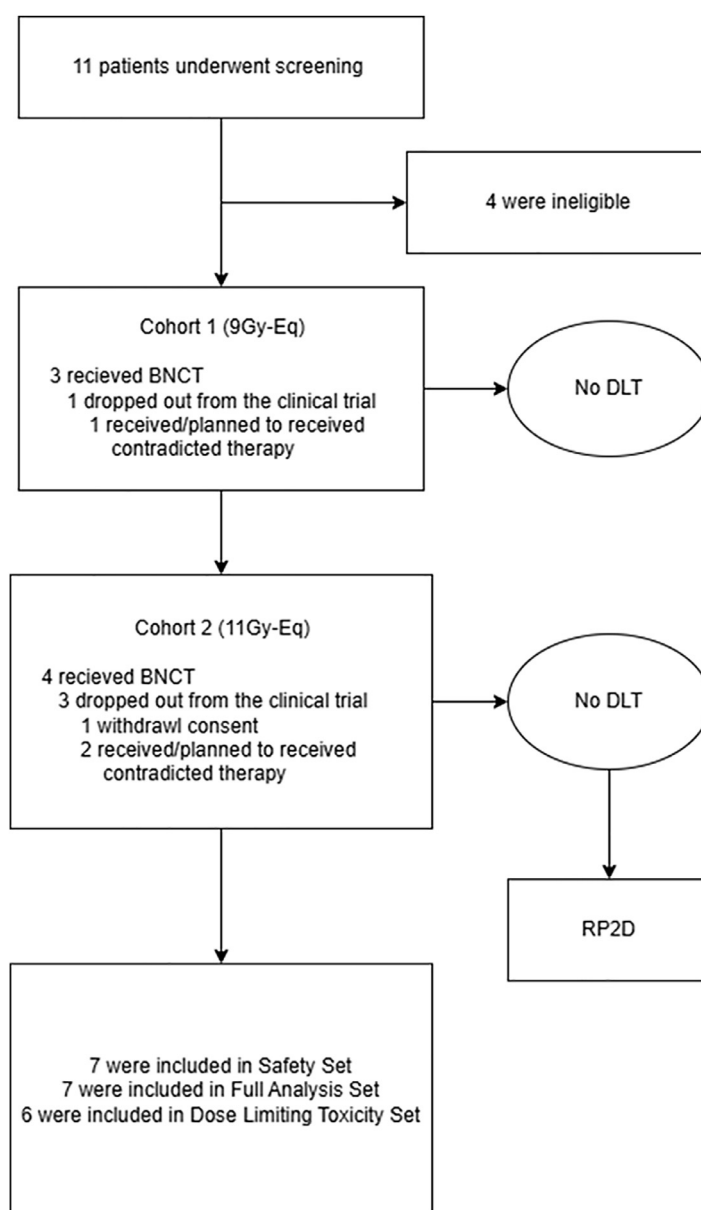 11 patients underwent screening
4 were ineligible
Cohort 1 (9Gy-Eq)
3 recieved BNCT
1 dropped out from the clinical trial
1 received/planned to received
contradicted therapy
No DLT
Cohort 2 (11Gy-Eq)
4 recieved BNCT
3 dropped out from the clinical trial
1 withdrawl consent
2 received/planned to received
contradicted therapy
No DLT
RP2D
7 were included in Safety Set
7 were included in Full Analysis Set
6 were included in Dose Limiting Toxicity Set